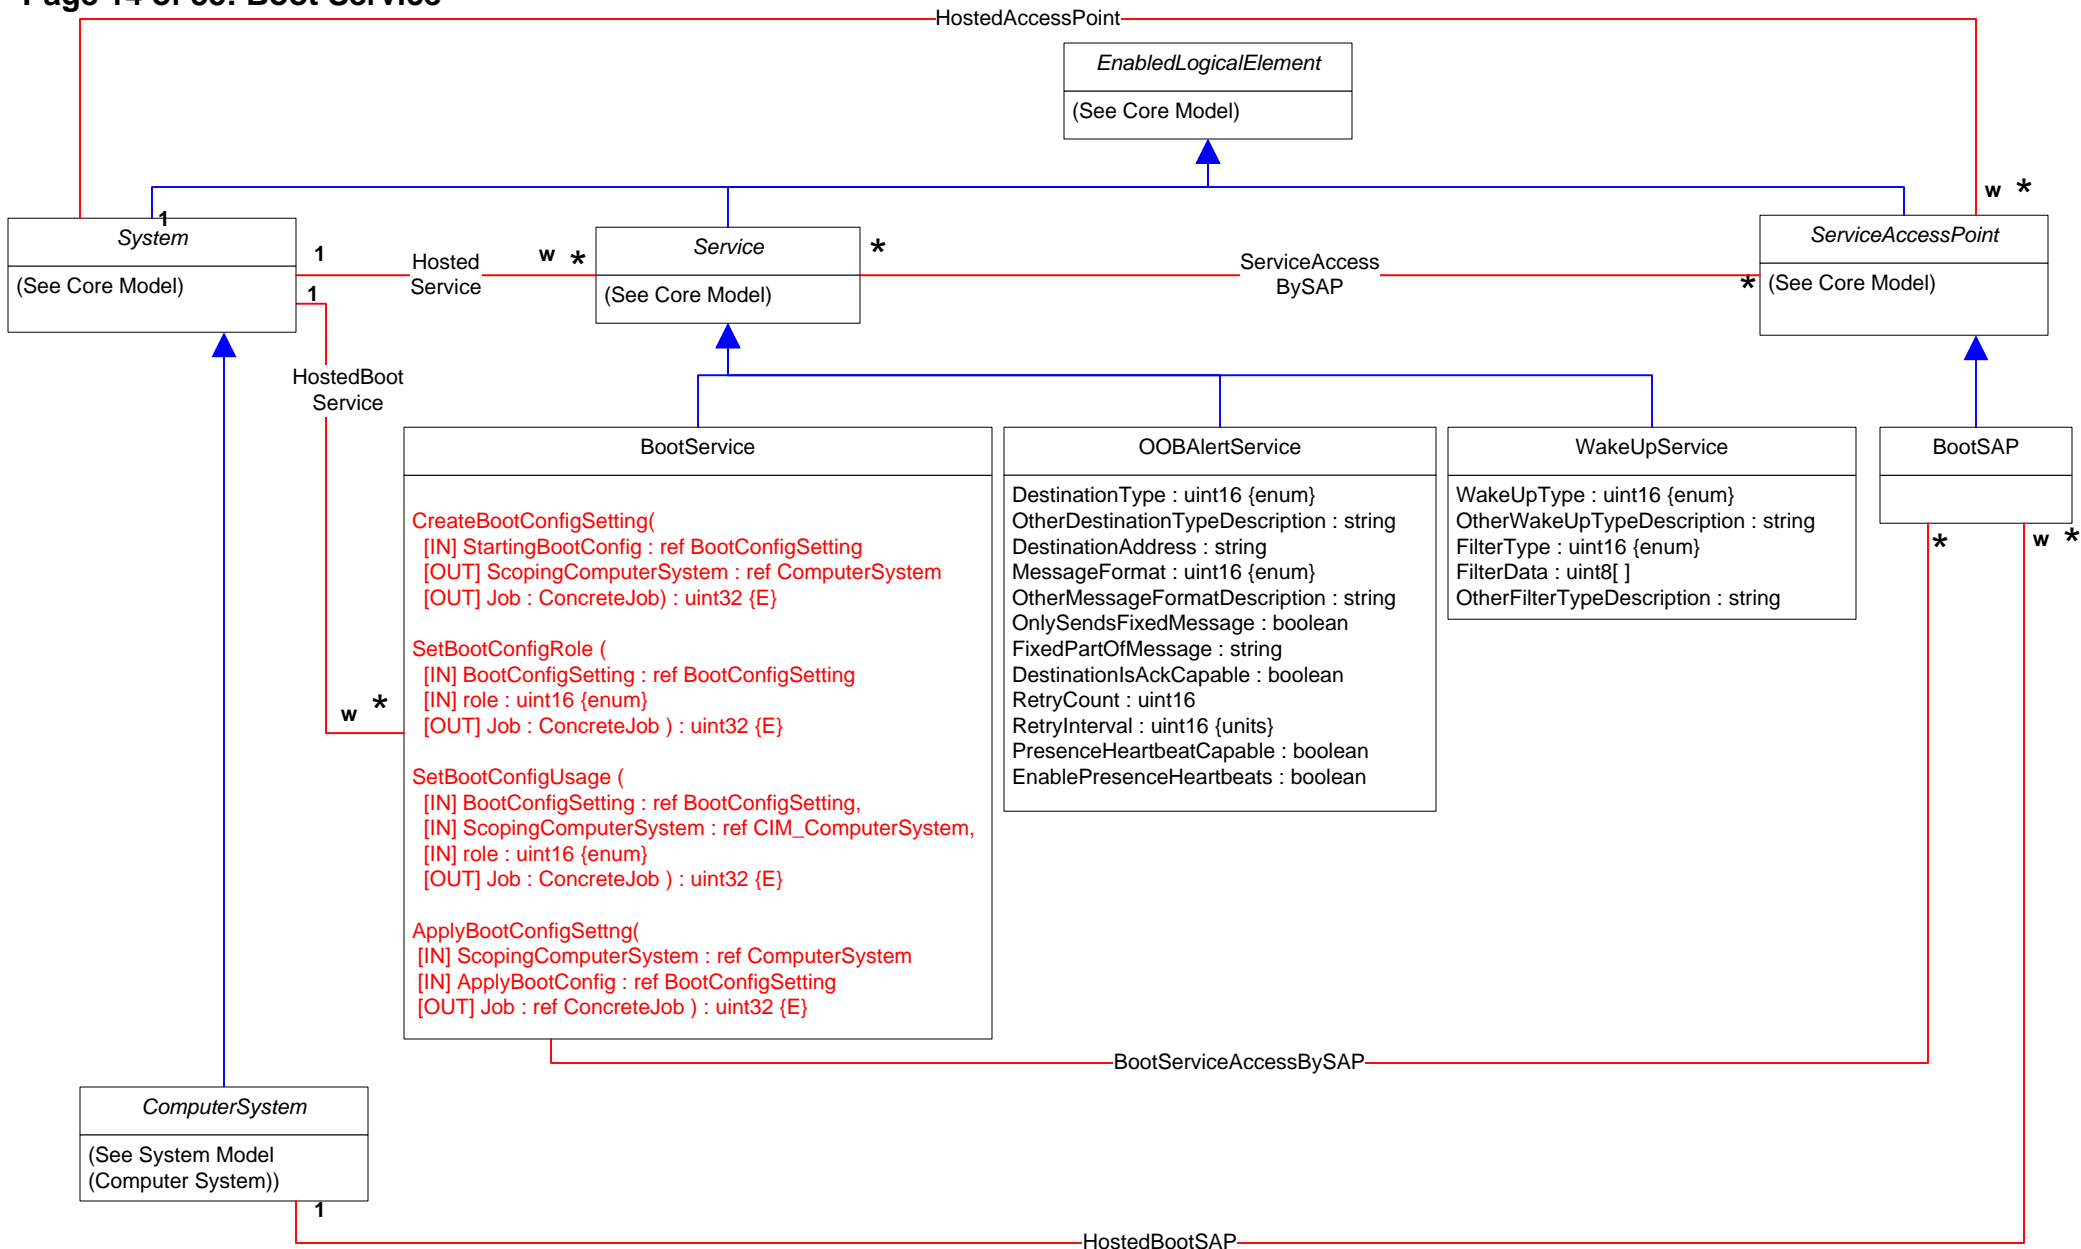 HostedAccessPoint
EnabledLogicalElement
(See Core Model)
w *
1
System
(See Core Model)
1
1
Hosted
Service
w *
Service
(See Core Model)
*
ServiceAccess
BySAP
*
ServiceAccessPoint
(See Core Model)
HostedBoot
Service
w *
BootService
CreateBootConfigSetting(
[IN] StartingBootConfig : ref BootConfigSetting
[OUT] ScopingComputerSystem : ref ComputerSystem
[OUT] Job : ConcreteJob) : uint32 {E}
SetBootConfigRole (
[IN] BootConfigSetting : ref BootConfigSetting
[IN] role : uint16 {enum}
[OUT] Job : ConcreteJob ) : uint32 {E}
SetBootConfigUsage (
[IN] BootConfigSetting : ref BootConfigSetting,
[IN] ScopingComputerSystem : ref CIM_ComputerSystem,
[IN] role : uint16 {enum}
[OUT] Job : ConcreteJob ) : uint32 {E}
ApplyBootConfigSettng(
[IN] ScopingComputerSystem : ref ComputerSystem
[IN] ApplyBootConfig : ref BootConfigSetting
[OUT] Job : ref ConcreteJob ) : uint32 {E}
OOBAlertService
DestinationType : uint16 {enum}
OtherDestinationTypeDescription : string
DestinationAddress : string
MessageFormat : uint16 {enum}
OtherMessageFormatDescription : string
OnlySendsFixedMessage : boolean
FixedPartOfMessage : string
DestinationIsAckCapable : boolean
RetryCount : uint16
RetryInterval : uint16 {units}
PresenceHeartbeatCapable : boolean
EnablePresenceHeartbeats : boolean
WakeUpService
WakeUpType : uint16 {enum}
OtherWakeUpTypeDescription : string
FilterType : uint16 {enum}
FilterData : uint8[ ]
OtherFilterTypeDescription : string
BootSAP
*
w *
BootServiceAccessBySAP
ComputerSystem
(See System Model
(Computer System))
1
HostedBootSAP